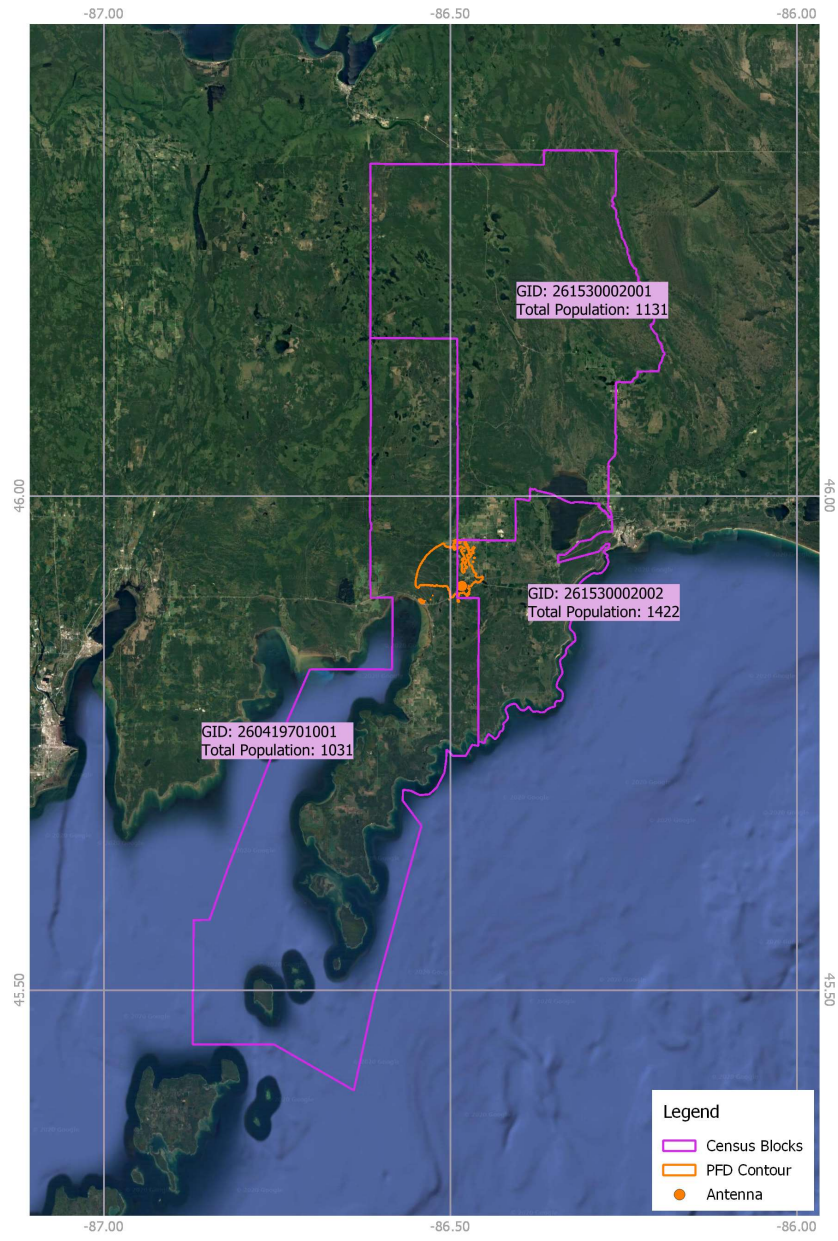 -87.00 -86.50 -86.00
GID: 261530002001
Total Population: 1131
46.00 46.00
GID: 261530002002
Total Population: 1422
GID: 260419701001
Total Population: 1031
45.50 45.50
Legend
Census Blocks
PFD Contour
Antenna
-87.00 -86.50 -86.00